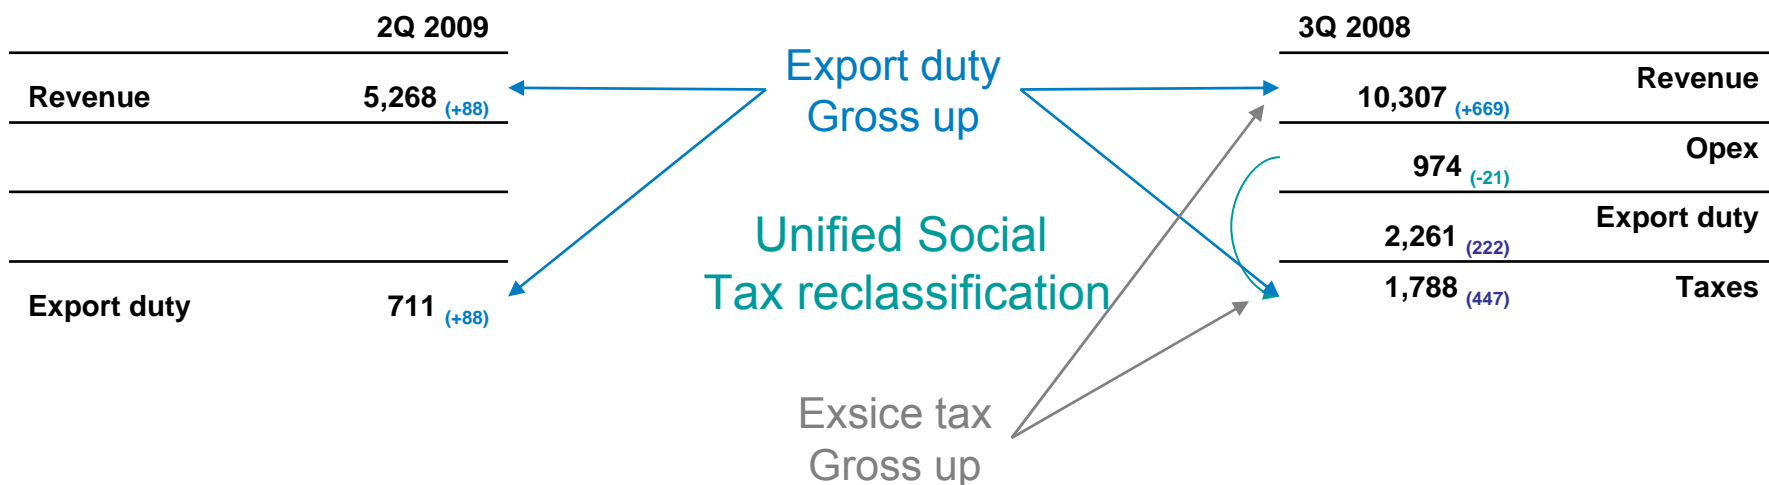 2Q 2009
Revenue 5,268 (+88)
Export duty 711 (+88)
Export duty
Gross up
Unified Social
Tax reclassification
Exsice tax
Gross up
3Q 2008
10,307 (+669) Revenue
974 (-21) Opex
2,261 (222) Export duty
1,788 (447) Taxes